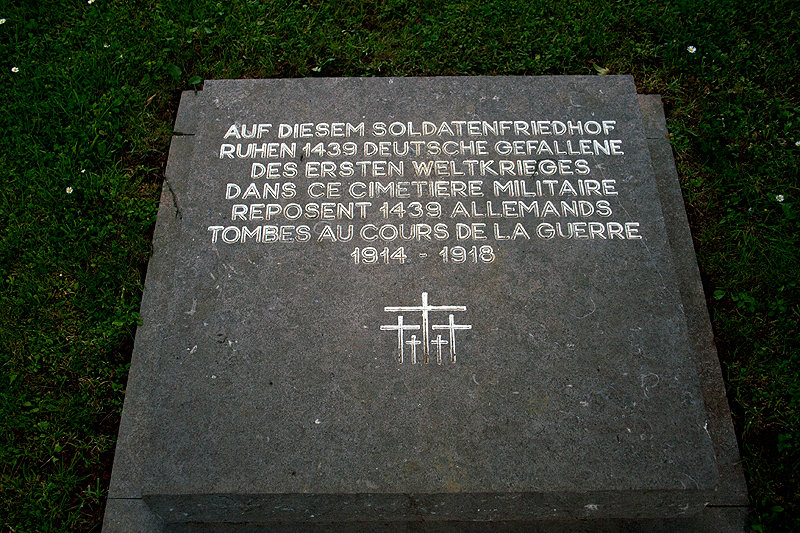 AUF DIESEM SOLDATENFRIEDHOF
RUHEN 1439 DEUTSCHE GEFALLENE
DES ERSTEN WELTKRIEGES
DANS CE CIMETIÈRE MILITAIRE
REPOSENT 1439 ALLEMANDS
TOMBES AU COURS DE LA GUERRE
1914 - 1918